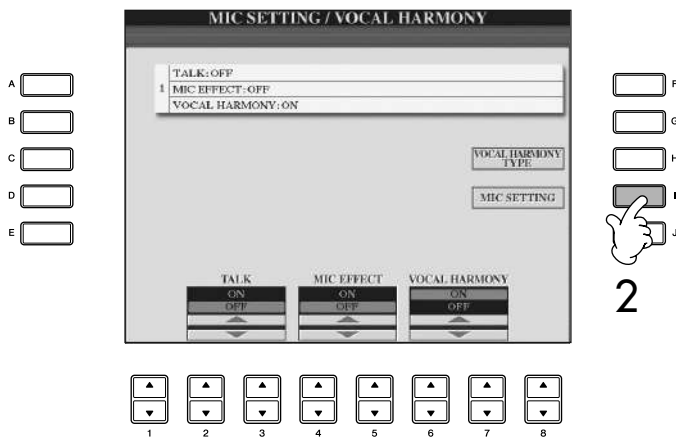 MIC SETTING / VOCAL HARMONY
TALK:OFF
1 MIC EFFECT:OFF
VOCAL HARMONY:ON
A
B
C
D
E
F
G
H
I
J
VOCAL HARMONY
TYPE
MIC SETTING
2
TALK MIC EFFECT VOCAL HARMONY
ON ON ON
OFF OFF OFF
1 2 3 4 5 6 7 8